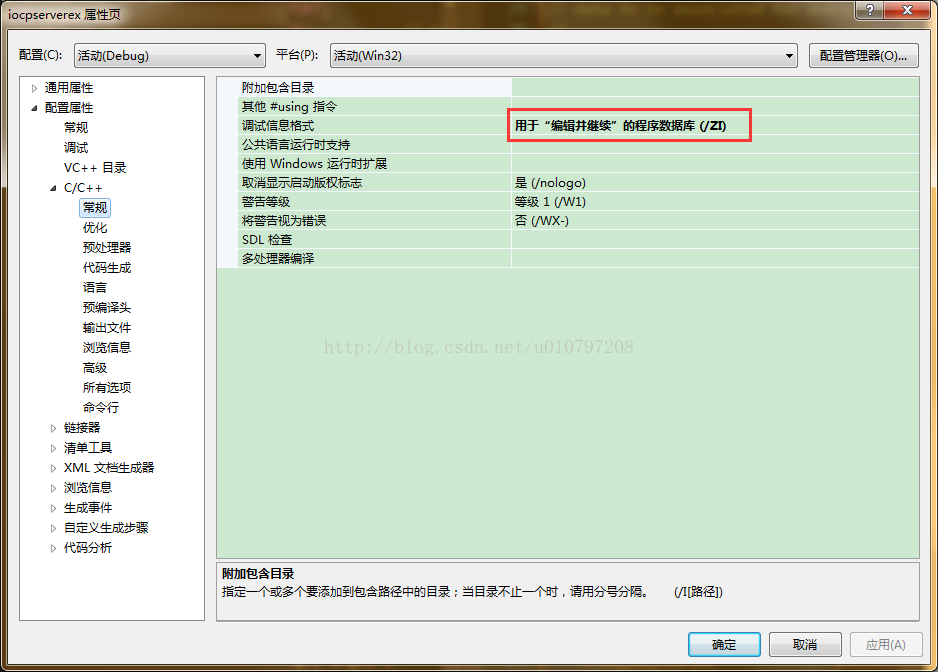 iocpserverex 属性页
配置(C): 活动(Debug) 平台(P): 活动(Win32) 配置管理器(O)...
通用属性
配置属性
常规
调试
VC++ 目录
C/C++
常规
优化
预处理器
代码生成
语言
预编译头
输出文件
浏览信息
高级
所有选项
命令行
链接器
清单工具
XML 文档生成器
浏览信息
生成事件
自定义生成步骤
代码分析
附加包含目录
其他 #using 指令
调试信息格式 用于“编辑并继续”的程序数据库 (/ZI)
公共语言运行时支持
使用 Windows 运行时扩展
取消显示启动版权标志 是 (/nologo)
警告等级 等级 1 (/W1)
将警告视为错误 否 (/WX-)
SDL 检查
多处理器编译
http://blog.csdn.net/u010797208
附加包含目录
指定一个或多个要添加到包含路径中的目录；当目录不止一个时，请用分号分隔。 (/I[路径])
确定 取消 应用(A)